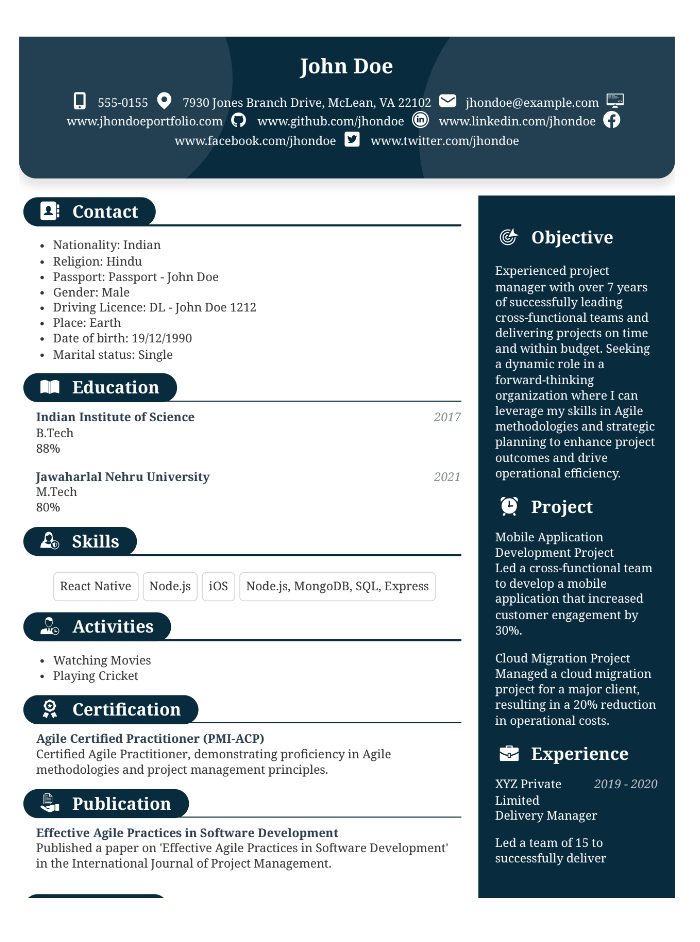 John Doe
555-0155 7930 Jones Branch Drive, McLean, VA 22102 jhondoe@example.com
www.jhondoeportfolio.com www.github.com/jhondoe www.linkedin.com/jhondoe
www.facebook.com/jhondoe www.twitter.com/jhondoe
Contact
• Nationality: Indian
• Religion: Hindu
• Passport: Passport - John Doe
• Gender: Male
• Driving Licence: DL - John Doe 1212
• Place: Earth
• Date of birth: 19/12/1990
• Marital status: Single
Education
Indian Institute of Science 2017
B.Tech
88%
Jawaharlal Nehru University 2021
M.Tech
80%
Skills
React Native Node.js iOS Node.js, MongoDB, SQL, Express
Activities
• Watching Movies
• Playing Cricket
Certification
Agile Certified Practitioner (PMI-ACP)
Certified Agile Practitioner, demonstrating proficiency in Agile
methodologies and project management principles.
Publication
Effective Agile Practices in Software Development
Published a paper on 'Effective Agile Practices in Software Development'
in the International Journal of Project Management.
Objective
Experienced project
manager with over 7 years
of successfully leading
cross-functional teams and
delivering projects on time
and within budget. Seeking
a dynamic role in a
forward-thinking
organization where I can
leverage my skills in Agile
methodologies and strategic
planning to enhance project
outcomes and drive
operational efficiency.
Project
Mobile Application
Development Project
Led a cross-functional team
to develop a mobile
application that increased
customer engagement by
30%.
Cloud Migration Project
Managed a cloud migration
project for a major client,
resulting in a 20% reduction
in operational costs.
Experience
XYZ Private 2019 - 2020
Limited
Delivery Manager
Led a team of 15 to
successfully deliver